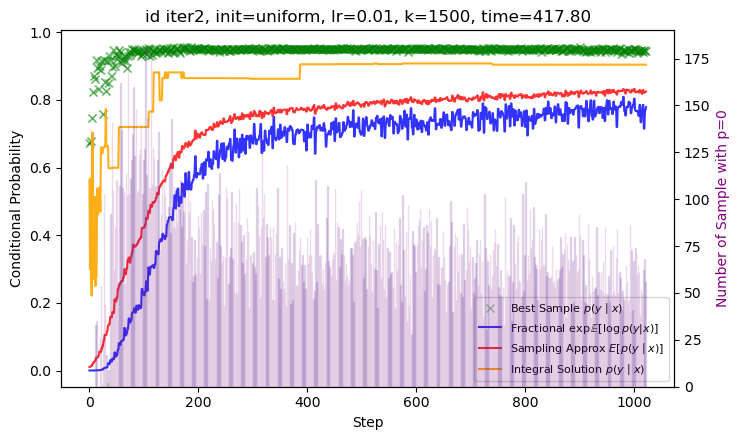 id iter2, init=uniform, lr=0.01, k=1500, time=417.80
Conditional Probability
1.0
0.8
0.6
0.4
0.2
0.0
175
150
125
100
75
50
25
0
Number of Sample with p=0
Best Sample p(y | x)
Fractional exp𝔼[log p(y|x)]
Sampling Approx E[p(y | x)]
Integral Solution p(y | x)
0
200
400
600
800
1000
Step